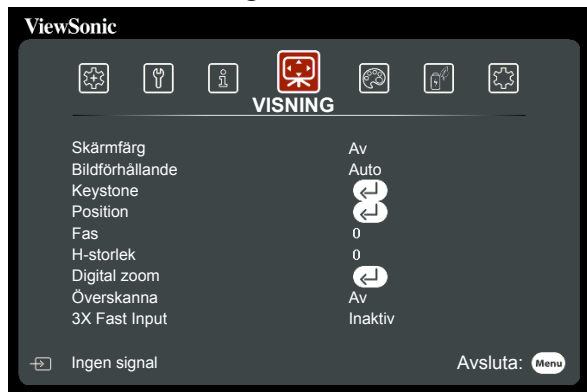 ViewSonic
VISNING
Skärmfärg Av
Bildförhållande Auto
Keystone
Position
Fas 0
H-storlek 0
Digital zoom
Överskanna Av
3X Fast Input Inaktiv
Ingen signal Avsluta: Menu